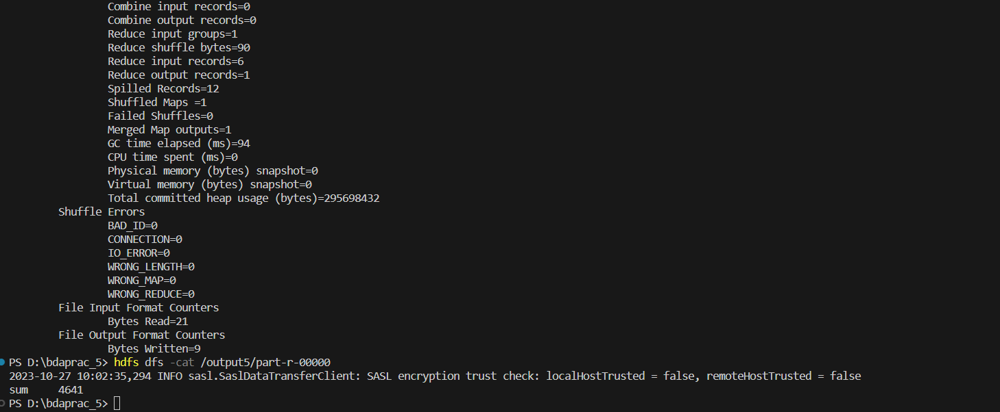 Combine input records=0
Combine output records=0
Reduce input groups=1
Reduce shuffle bytes=90
Reduce input records=6
Reduce output records=1
Spilled Records=12
Shuffled Maps =1
Failed Shuffles=0
Merged Map outputs=1
GC time elapsed (ms)=94
CPU time spent (ms)=0
Physical memory (bytes) snapshot=0
Virtual memory (bytes) snapshot=0
Total committed heap usage (bytes)=295698432
Shuffle Errors
BAD_ID=0
CONNECTION=0
IO_ERROR=0
WRONG_LENGTH=0
WRONG_MAP=0
WRONG_REDUCE=0
File Input Format Counters
Bytes Read=21
File Output Format Counters
Bytes Written=9
PS D:\bdaprac_5> hdfs dfs -cat /output5/part-r-00000
2023-10-27 10:02:35,294 INFO sasl.SaslDataTransferClient: SASL encryption trust check: localHostTrusted = false, remoteHostTrusted = false
sum     4641
PS D:\bdaprac_5>